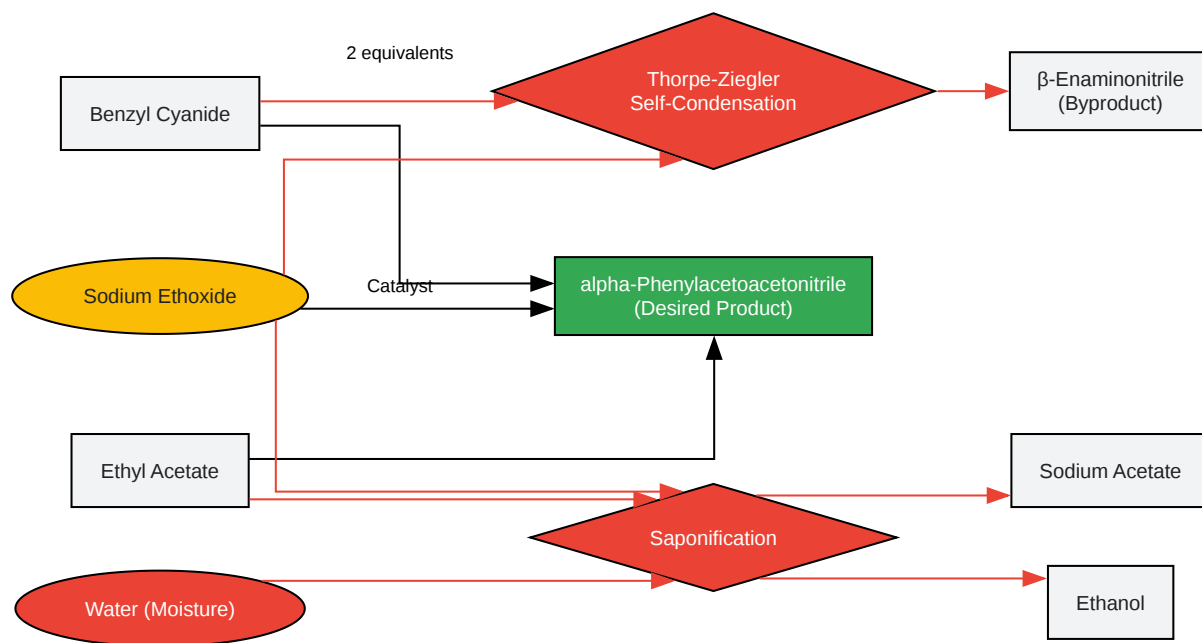 2 equivalents
Thorpe-Ziegler
Self-Condensation
β-Enaminonitrile
(Byproduct)
Benzyl Cyanide
Sodium Ethoxide
Catalyst
alpha-Phenylacetoacetonitrile
(Desired Product)
Ethyl Acetate
Sodium Acetate
Saponification
Water (Moisture)
Ethanol